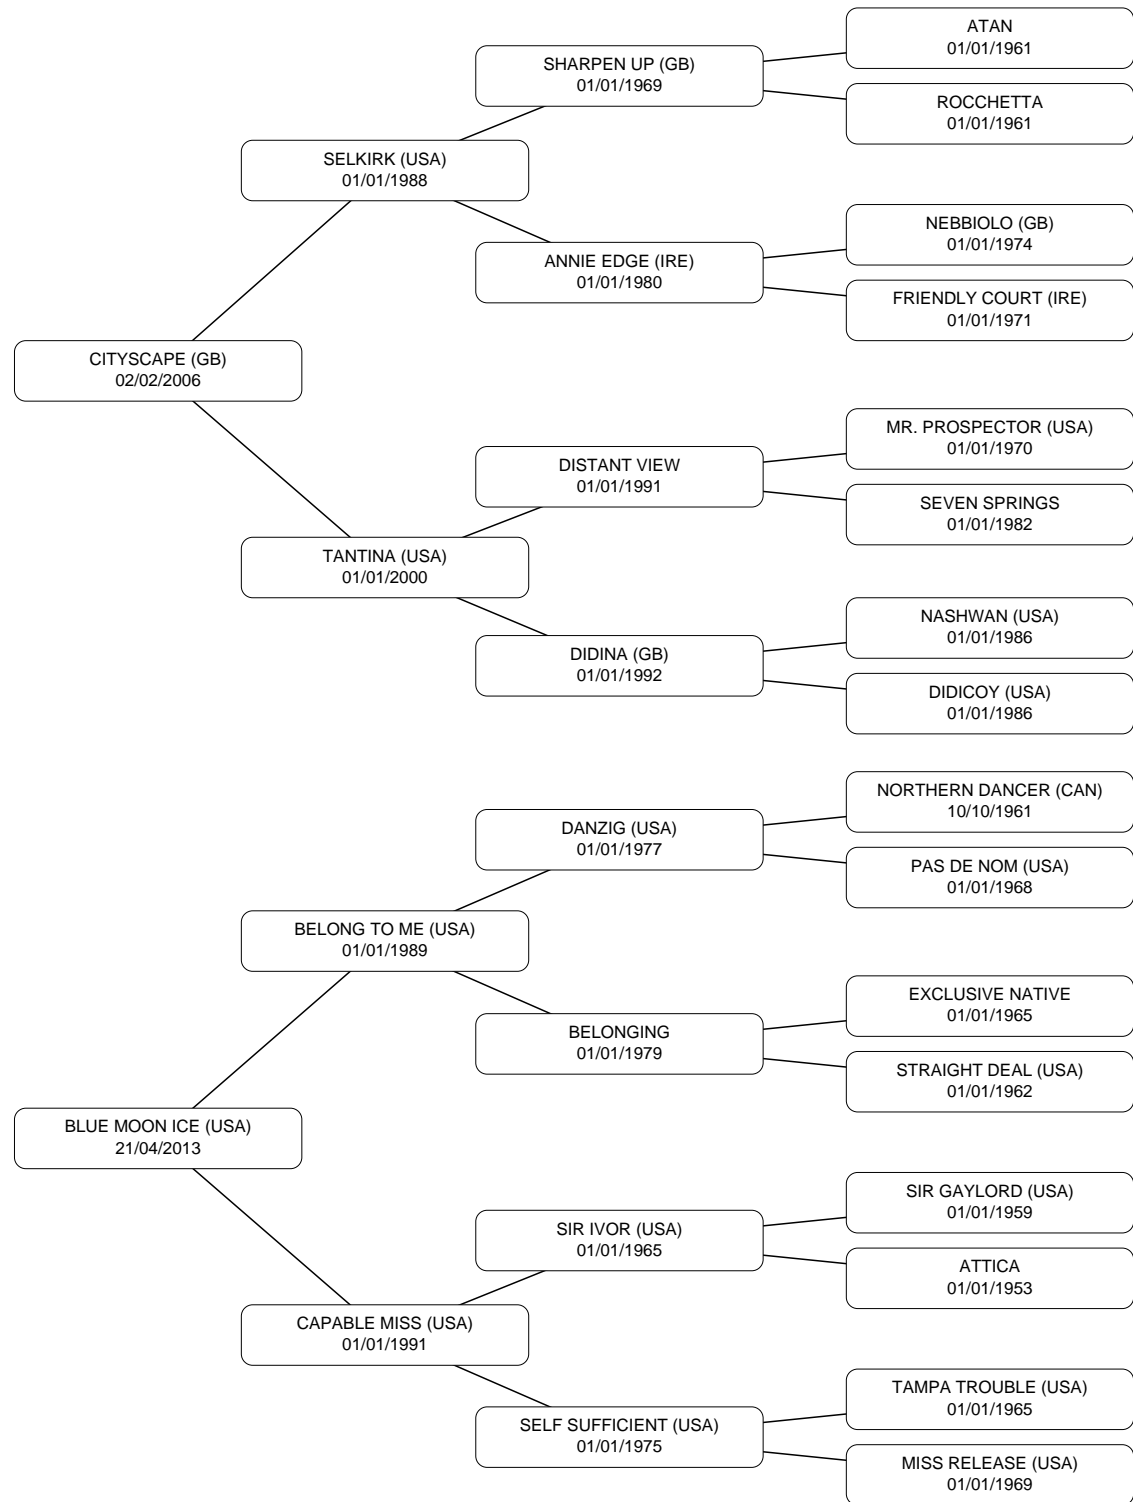 ATAN
01/01/1961
SHARPEN UP (GB)
01/01/1969
ROCCHETTA
01/01/1961
SELKIRK (USA)
01/01/1988
NEBBIOLO (GB)
01/01/1974
ANNIE EDGE (IRE)
01/01/1980
FRIENDLY COURT (IRE)
01/01/1971
CITYSCAPE (GB)
02/02/2006
MR. PROSPECTOR (USA)
01/01/1970
DISTANT VIEW
01/01/1991
SEVEN SPRINGS
01/01/1982
TANTINA (USA)
01/01/2000
NASHWAN (USA)
01/01/1986
DIDINA (GB)
01/01/1992
DIDICOY (USA)
01/01/1986
NORTHERN DANCER (CAN)
10/10/1961
DANZIG (USA)
01/01/1977
PAS DE NOM (USA)
01/01/1968
BELONG TO ME (USA)
01/01/1989
EXCLUSIVE NATIVE
01/01/1965
BELONGING
01/01/1979
STRAIGHT DEAL (USA)
01/01/1962
BLUE MOON ICE (USA)
21/04/2013
SIR GAYLORD (USA)
01/01/1959
SIR IVOR (USA)
01/01/1965
ATTICA
01/01/1953
CAPABLE MISS (USA)
01/01/1991
TAMPA TROUBLE (USA)
01/01/1965
SELF SUFFICIENT (USA)
01/01/1975
MISS RELEASE (USA)
01/01/1969